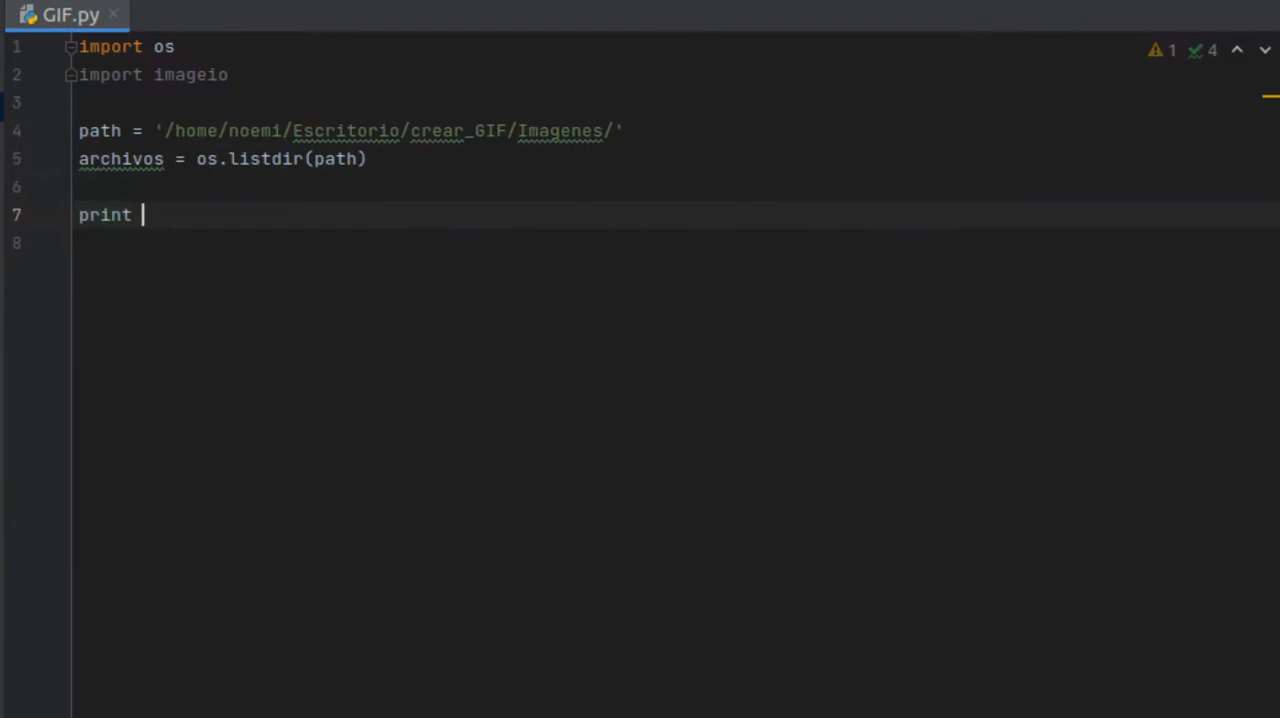 GIF.py
1 import os
2 import imageio
3
4 path = '/home/noemi/Escritorio/crear_GIF/Imagenes/'
5 archivos = os.listdir(path)
6
7 print
8
1 4